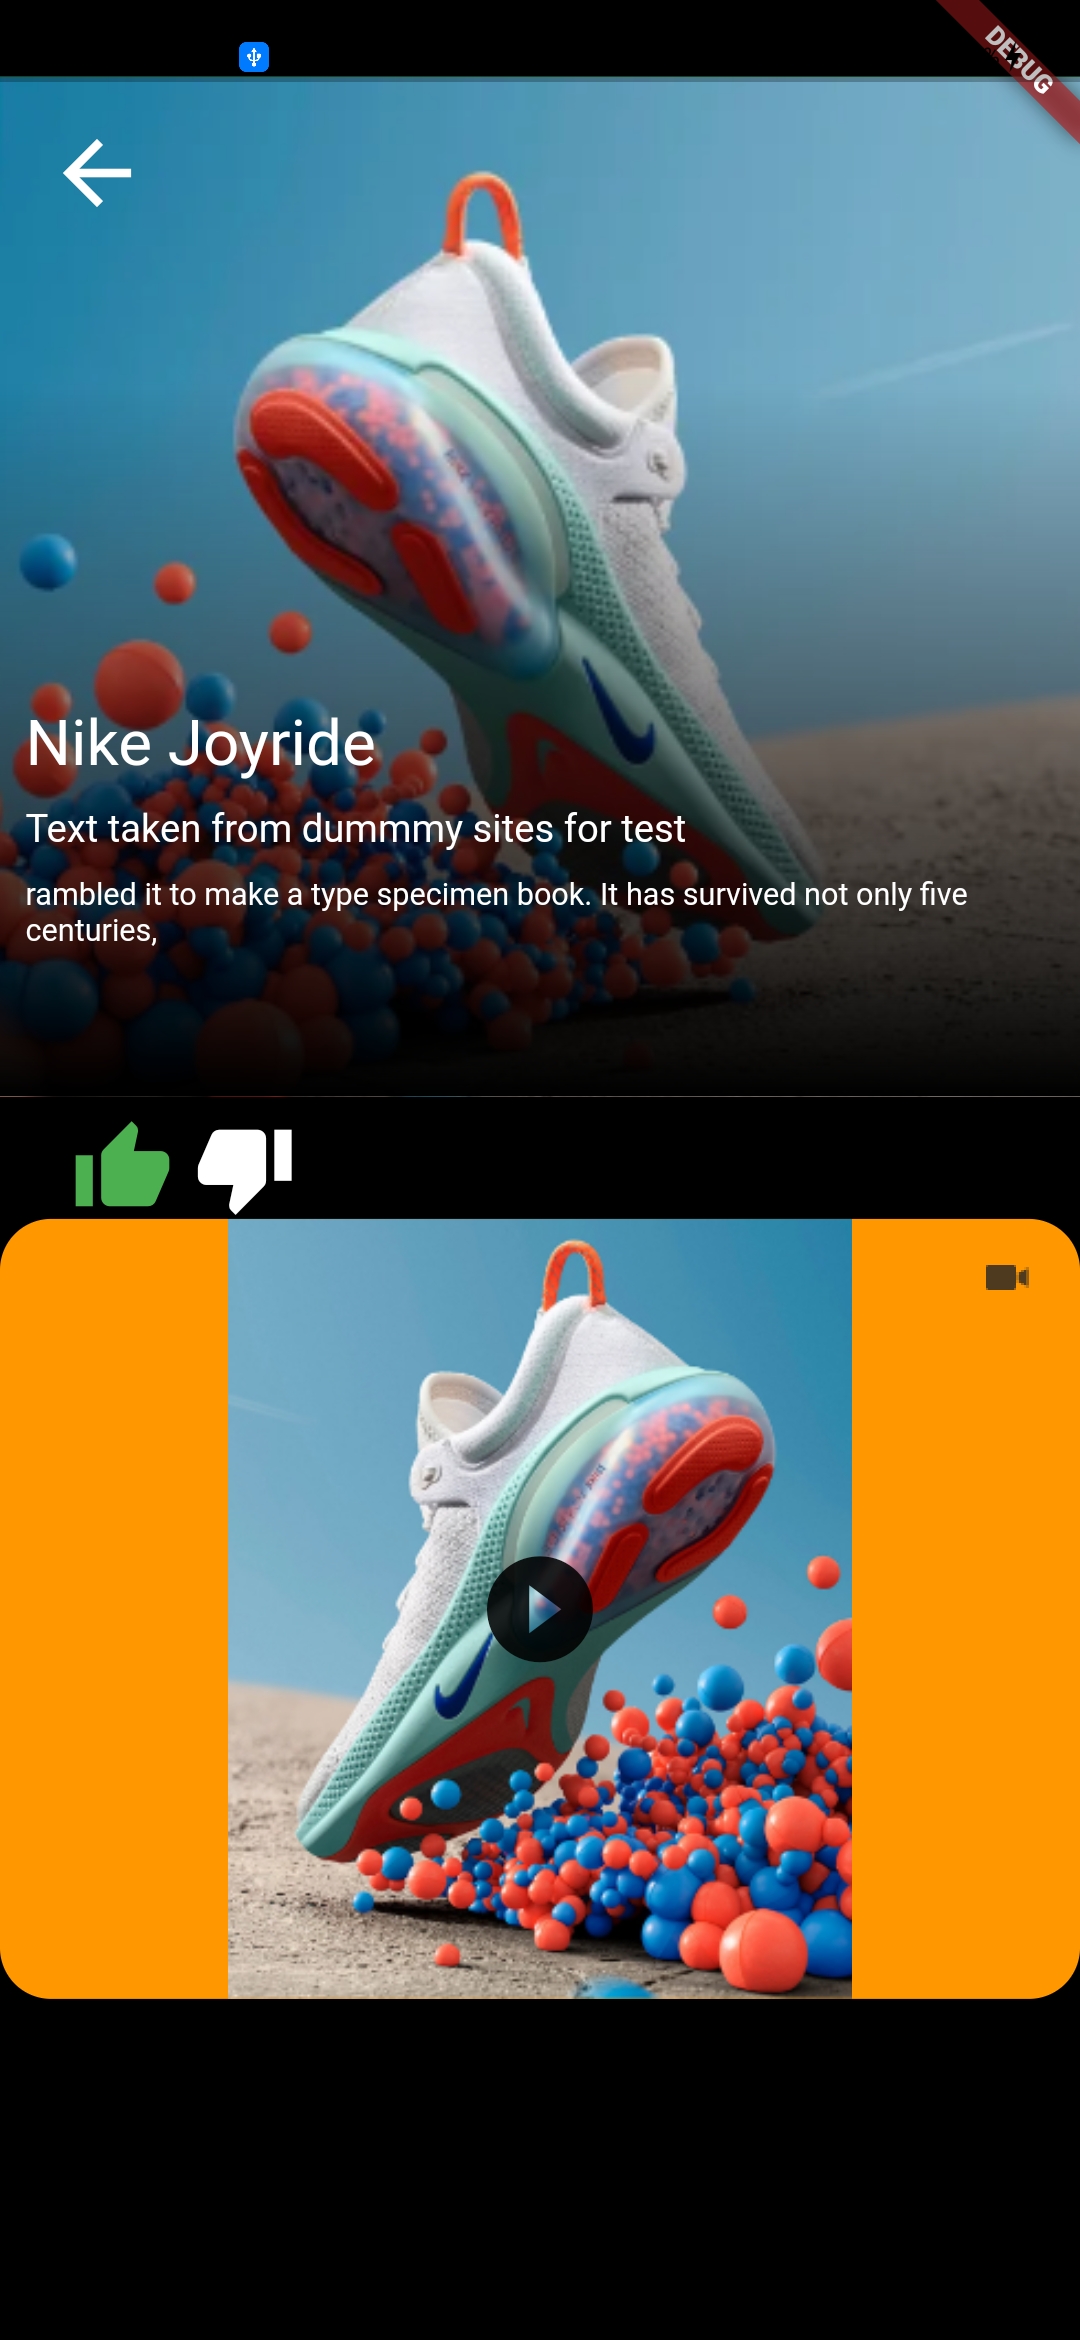 DEBUG
Nike Joyride
Text taken from dummmy sites for test
rambled it to make a type specimen book. It has survived not only five
centuries,